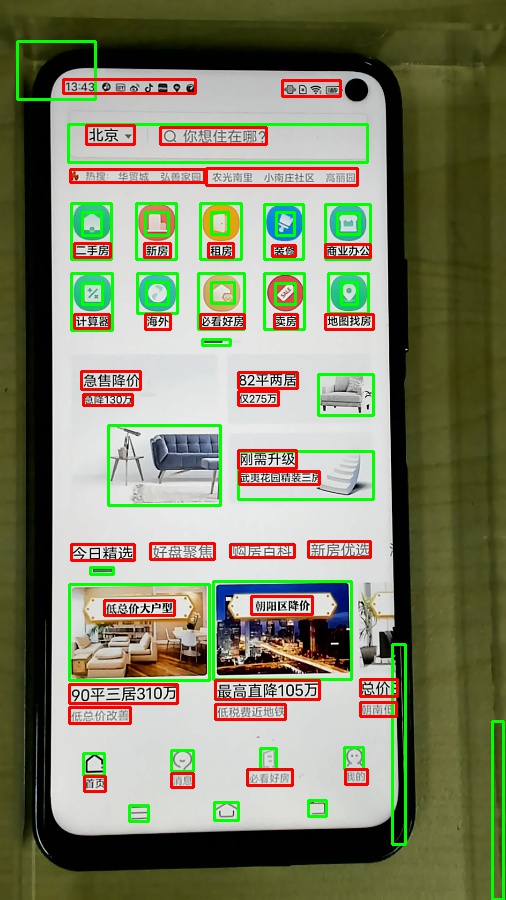 13:43
北京 你想住在哪?
热搜: 华贸城 弘善家园 农光南里 小南庄社区 高丽园
二手房 新房 租房 装修 商业办公
计算器 海外 必看好房 卖房 地图找房
SALE
急售降价
急降130万
82平两居
仅275万
刚需升级
武夷花园精装三房
今日精选 好盘聚焦 购房百科 新房优选
低总价大户型
朝阳区降价
90平三居310万
低总价改善
最高直降105万
低税费近地铁
总价
朝南低
首页 消息 必看好房 我的